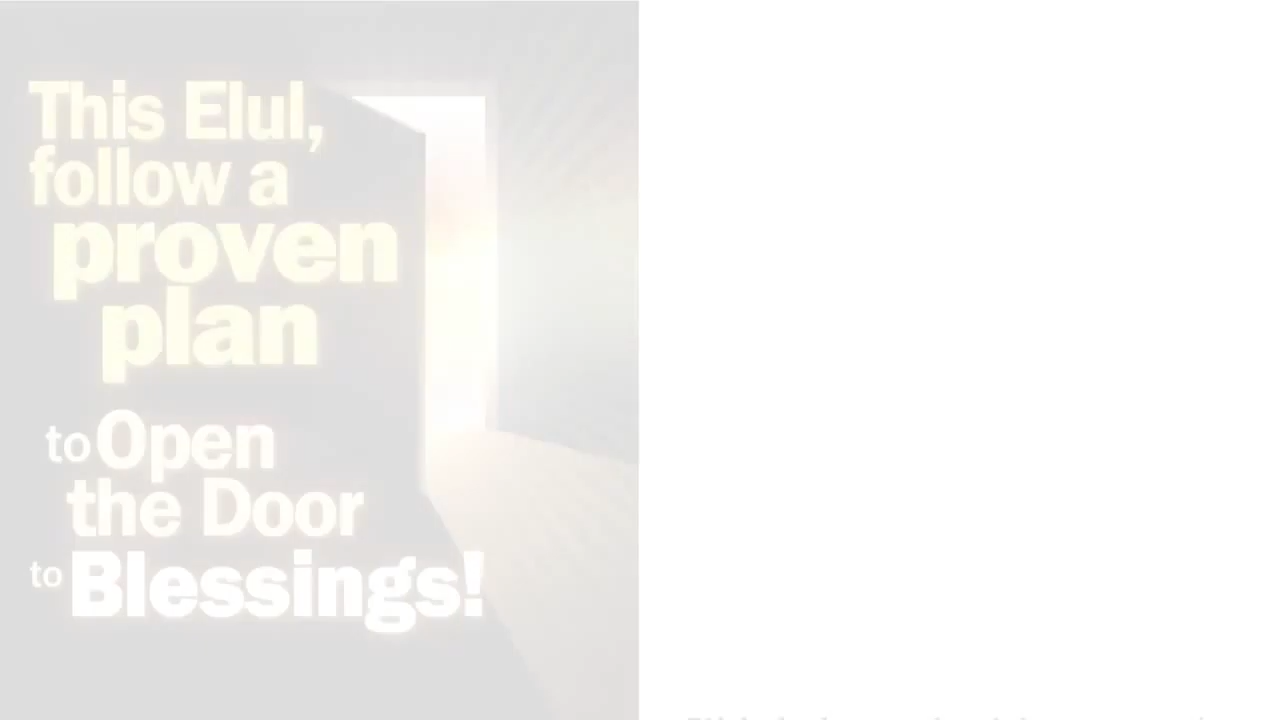 This Elul,
follow a
proven
plan
to Open
the Door
to Blessings!